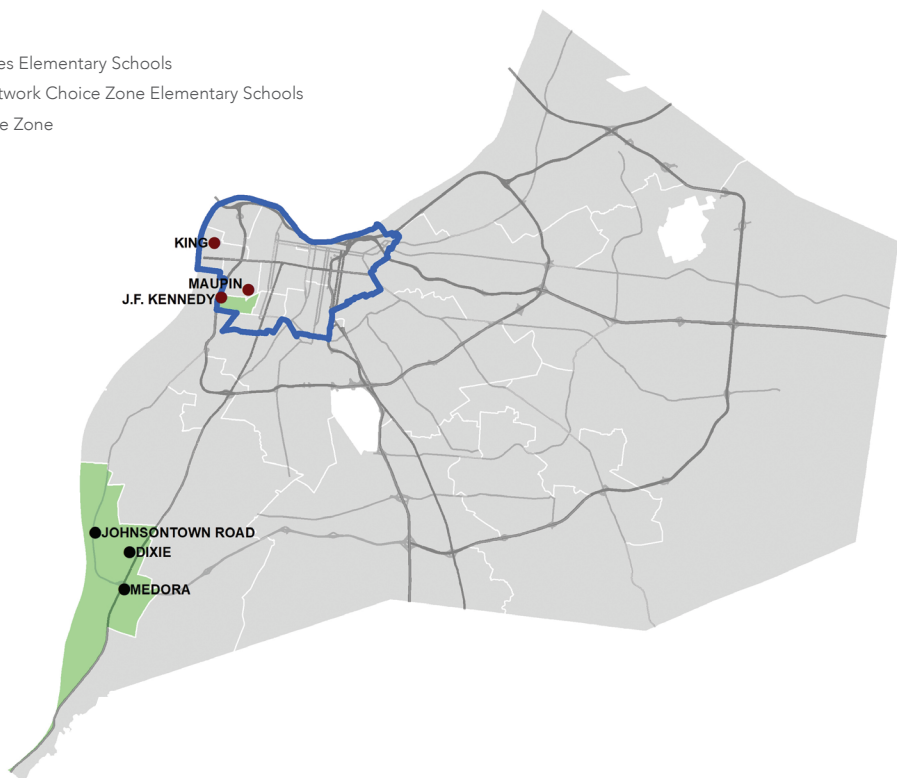 es Elementary Schools
twork Choice Zone Elementary Schools
e Zone
KING
MAUPIN
J.F. KENNEDY
JOHNSONTOWN ROAD
DIXIE
MEDORA